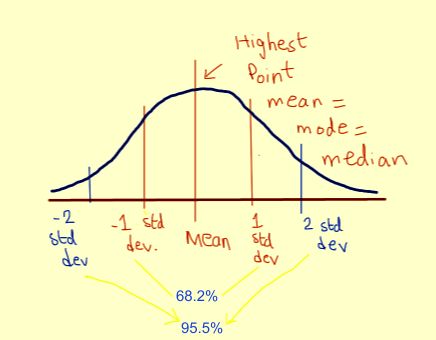 Highest
Point
mean =
mode =
median
-2
std
dev
-1 std
dev.
Mean
1
std
dev
2 std
dev
68.2%
95.5%